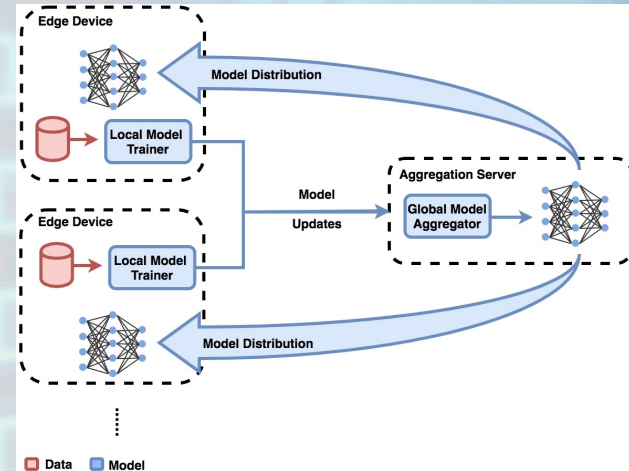 Edge Device
Model Distribution
Local Model
Trainer
Aggregation Server
Model
Updates
Global Model
Aggregator
Edge Device
Local Model
Trainer
Model Distribution
Data
Model